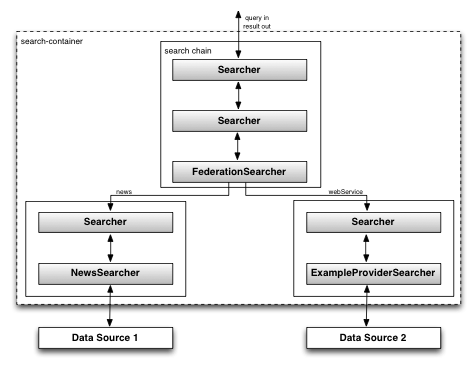 query in
result out
search-container
search chain
Searcher
Searcher
FederationSearcher
news
webService
Searcher
Searcher
NewsSearcher
ExampleProviderSearcher
Data Source 1
Data Source 2